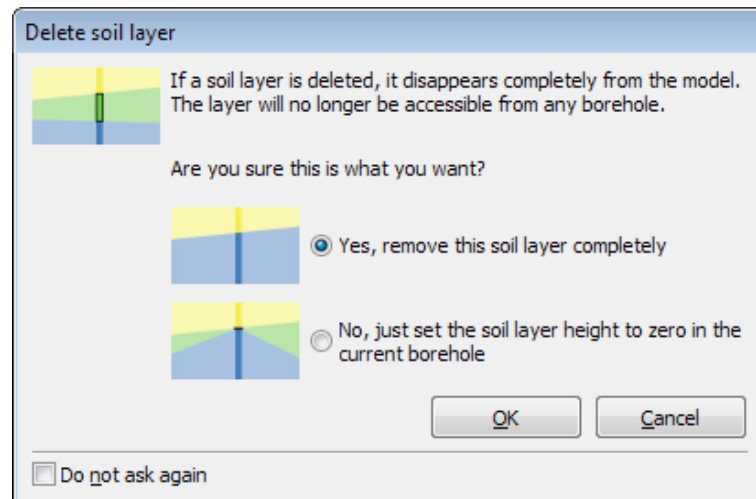 Delete soil layer
If a soil layer is deleted, it disappears completely from the model.
The layer will no longer be accessible from any borehole.
Are you sure this is what you want?
Yes, remove this soil layer completely
No, just set the soil layer height to zero in the
current borehole
OK
Cancel
Do not ask again